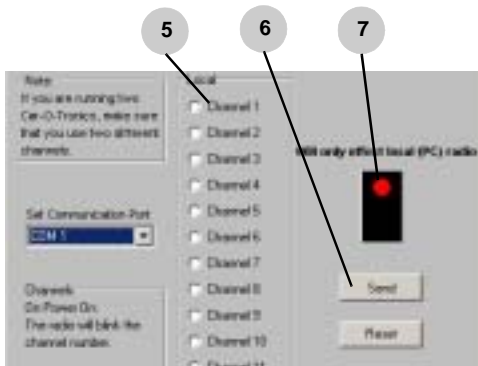 5
6
7
Note:
If you are running two
Car-O-Tronics, make sure
that you use two different
channels.
Set Communication Port
COM 1
Channels
On Power On:
The radio will blink the
channel number.
Local
Channel 1
Channel 2
Channel 3
Channel 4
Channel 5
Channel 6
Channel 7
Channel 8
Channel 9
Channel 10
Channel 11
Will only effect local (PC) radio
Send
Reset